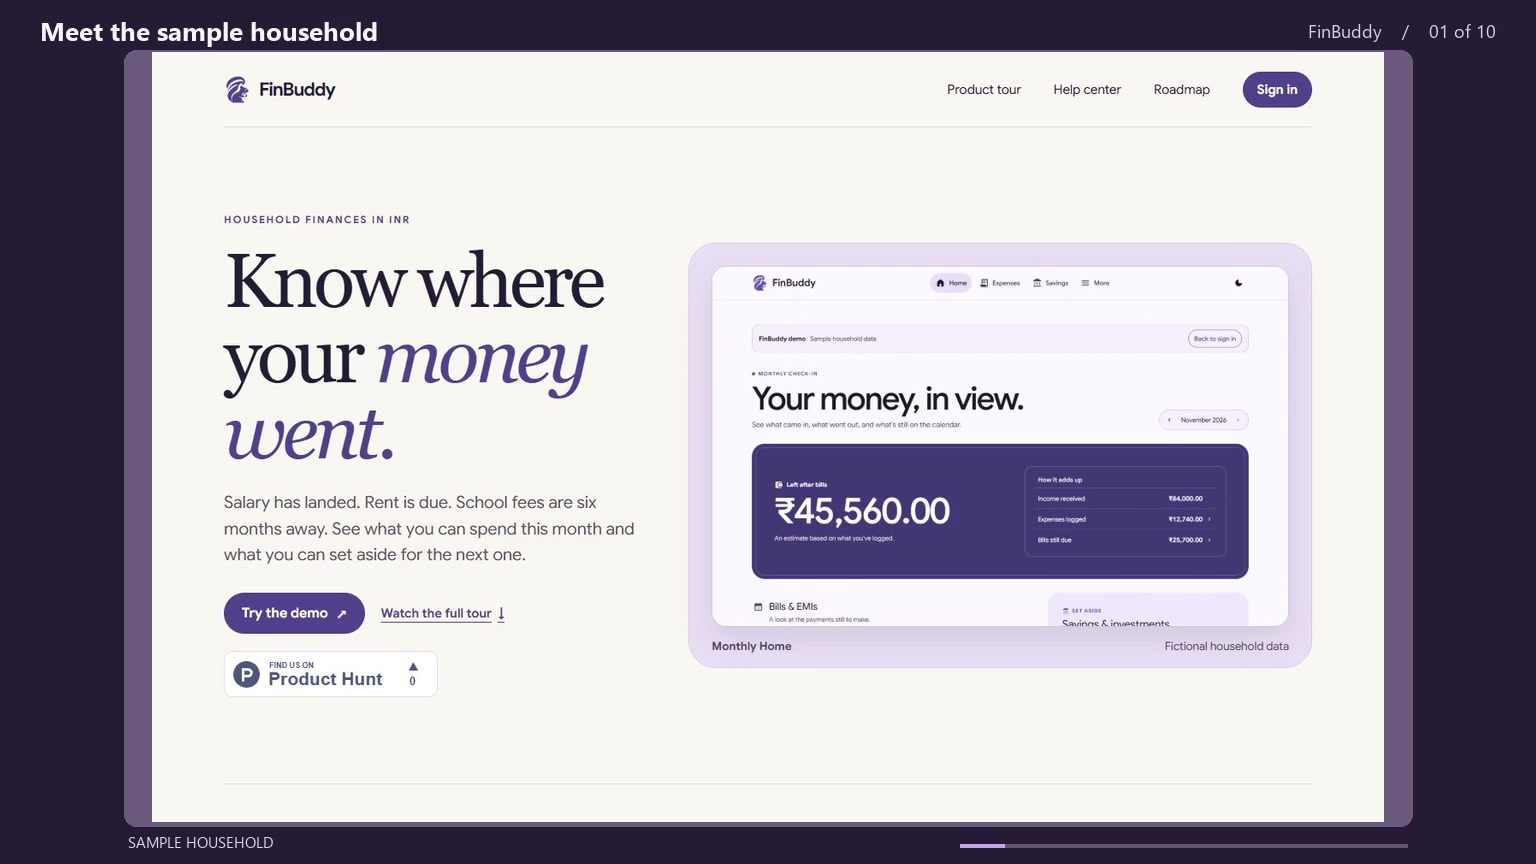 Meet the sample household
FinBuddy / 01 of 10
FinBuddy
Product tour
Help center
Roadmap
Sign in
HOUSEHOLD FINANCES IN INR
Know where
your money
went.
Salary has landed. Rent is due. School fees are six
months away. See what you can spend this month and
what you can set aside for the next one.
Try the demo ↗
Watch the full tour ↓
FIND US ON
Product Hunt
▲
0
FinBuddy
Home
Expenses
Savings
More
FinBuddy demo Sample household data
Back to sign in
MONTHLY CHECK-IN
Your money, in view.
See what came in, what went out, and what's still on the calendar.
‹ November 2026 ›
Left after bills
₹45,560.00
An estimate based on what you've logged.
How it adds up
Income received ₹84,000.00
Expenses logged ₹12,740.00 ›
Bills still due ₹25,700.00 ›
Bills & EMIs
A look at the payments still to make.
SET ASIDE
Savings & investments
Monthly Home
Fictional household data
SAMPLE HOUSEHOLD